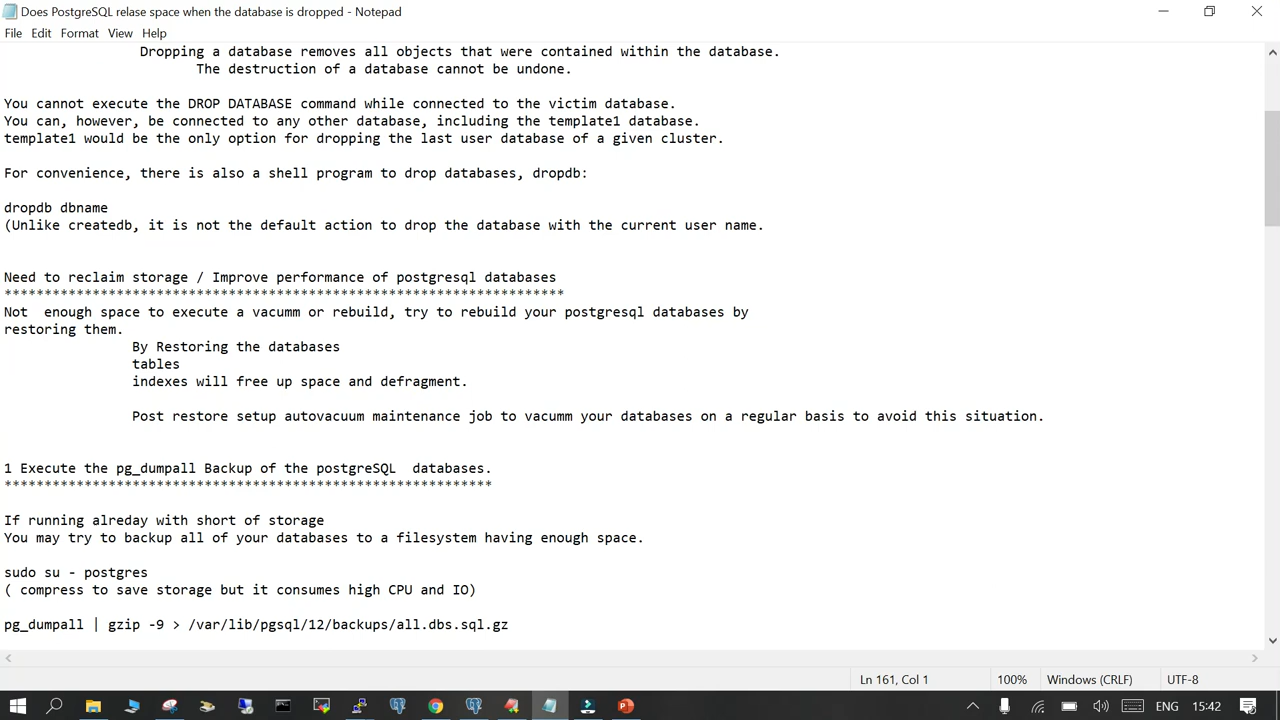 Does PostgreSQL relase space when the database is dropped - Notepad
File Edit Format View Help
Dropping a database removes all objects that were contained within the database.
The destruction of a database cannot be undone.
You cannot execute the DROP DATABASE command while connected to the victim database.
You can, however, be connected to any other database, including the template1 database.
template1 would be the only option for dropping the last user database of a given cluster.
For convenience, there is also a shell program to drop databases, dropdb:
dropdb dbname
(Unlike createdb, it is not the default action to drop the database with the current user name.
Need to reclaim storage / Improve performance of postgresql databases
**********************************************************************
Not  enough space to execute a vacumm or rebuild, try to rebuild your postgresql databases by
restoring them.
By Restoring the databases
tables
indexes will free up space and defragment.
Post restore setup autovacuum maintenance job to vacumm your databases on a regular basis to avoid this situation.
1 Execute the pg_dumpall Backup of the postgreSQL  databases.
*************************************************************
If running alreday with short of storage
You may try to backup all of your databases to a filesystem having enough space.
sudo su - postgres
( compress to save storage but it consumes high CPU and IO)
pg_dumpall | gzip -9 > /var/lib/pgsql/12/backups/all.dbs.sql.gz
Ln 161, Col 1 100% Windows (CRLF) UTF-8
ENG 15:42